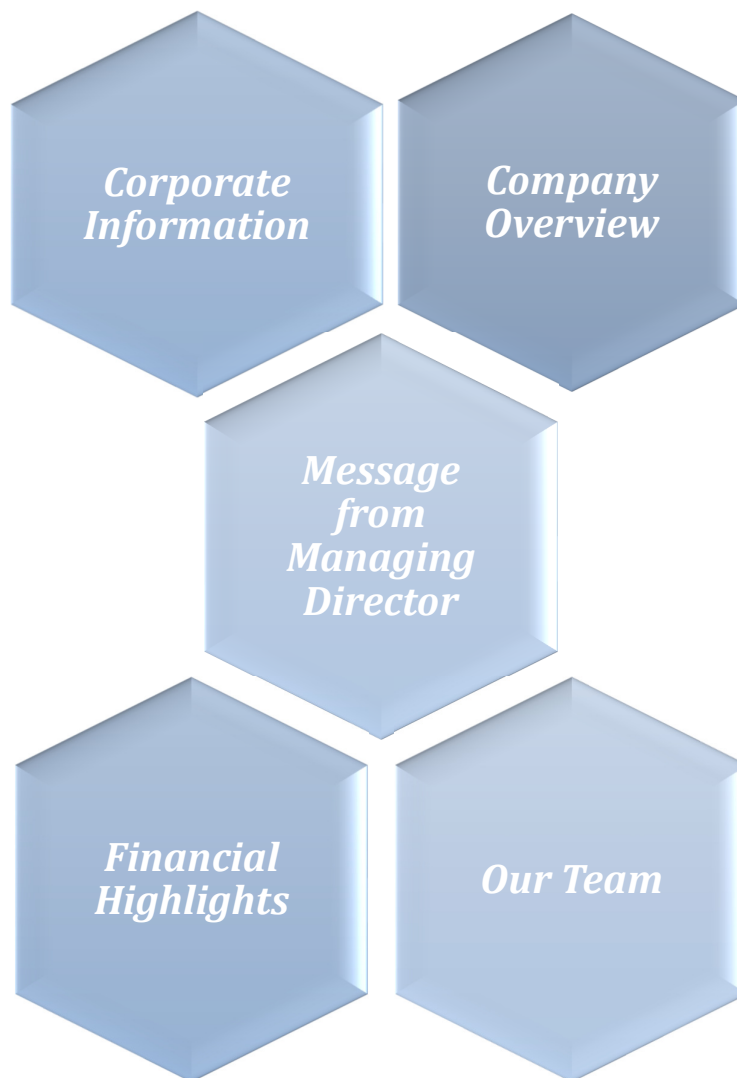 Corporate
Information
Company
Overview
Message
from
Managing
Director
Financial
Highlights
Our Team